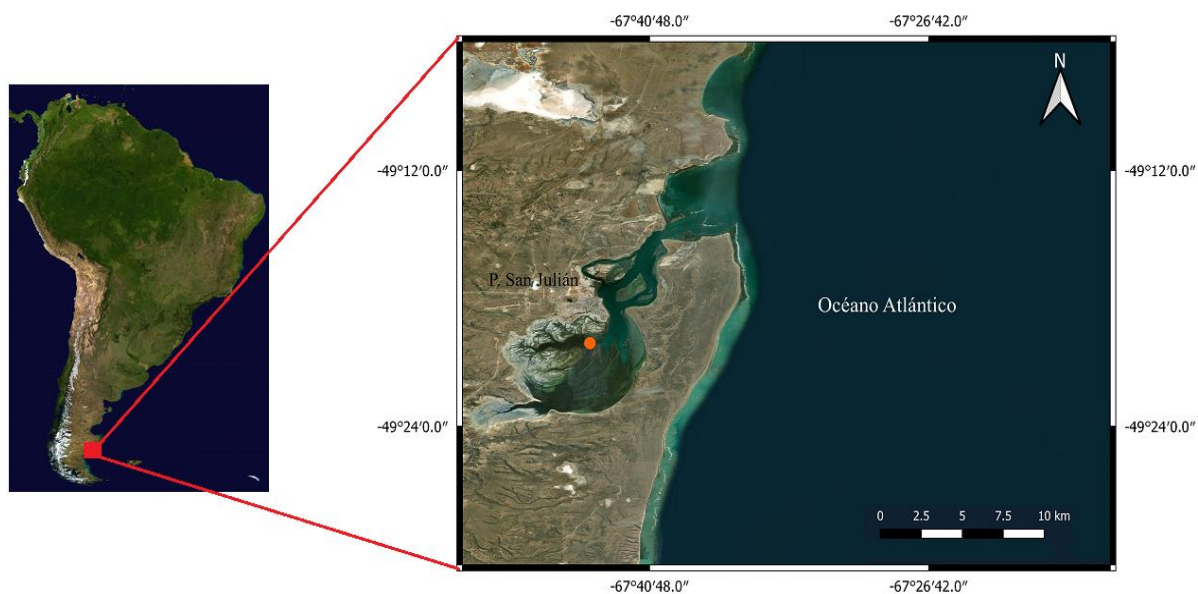 -67°40′48.0″ -67°26′42.0″
N
-49°12′0.0″ -49°12′0.0″
P. San Julián
Océano Atlántico
-49°24′0.0″ -49°24′0.0″
0 2.5 5 7.5 10 km
-67°40′48.0″ -67°26′42.0″